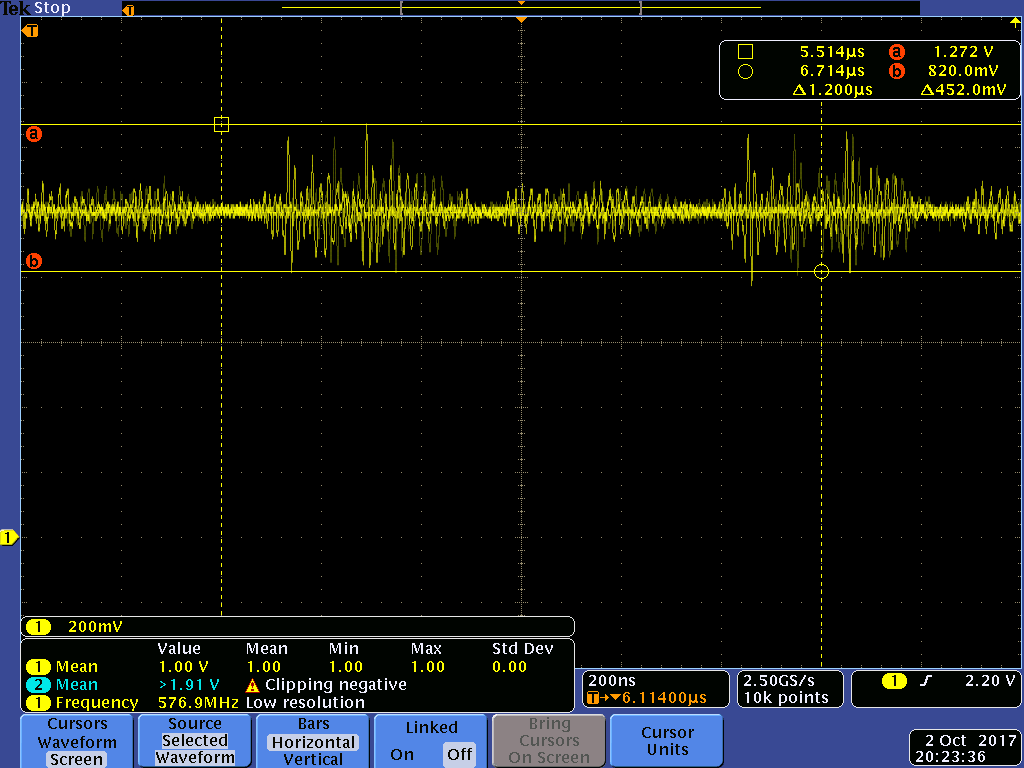 Tek Stop
T
T
5.514µs a 1.272 V
6.714µs b 820.0mV
Δ1.200µs Δ452.0mV
a
b
1
1 200mV
Value Mean Min Max Std Dev
1 Mean 1.00 V 1.00 1.00 1.00 0.00
2 Mean >1.91 V Clipping negative
1 Frequency 576.9MHz Low resolution
200ns
T→▼6.11400µs
2.50GS/s
10k points
1 ʃ 2.20 V
Cursors
Waveform
Screen
Source
Selected
Waveform
Bars
Horizontal
Vertical
Linked
On Off
Bring
Cursors
On Screen
Cursor
Units
2 Oct 2017
20:23:36